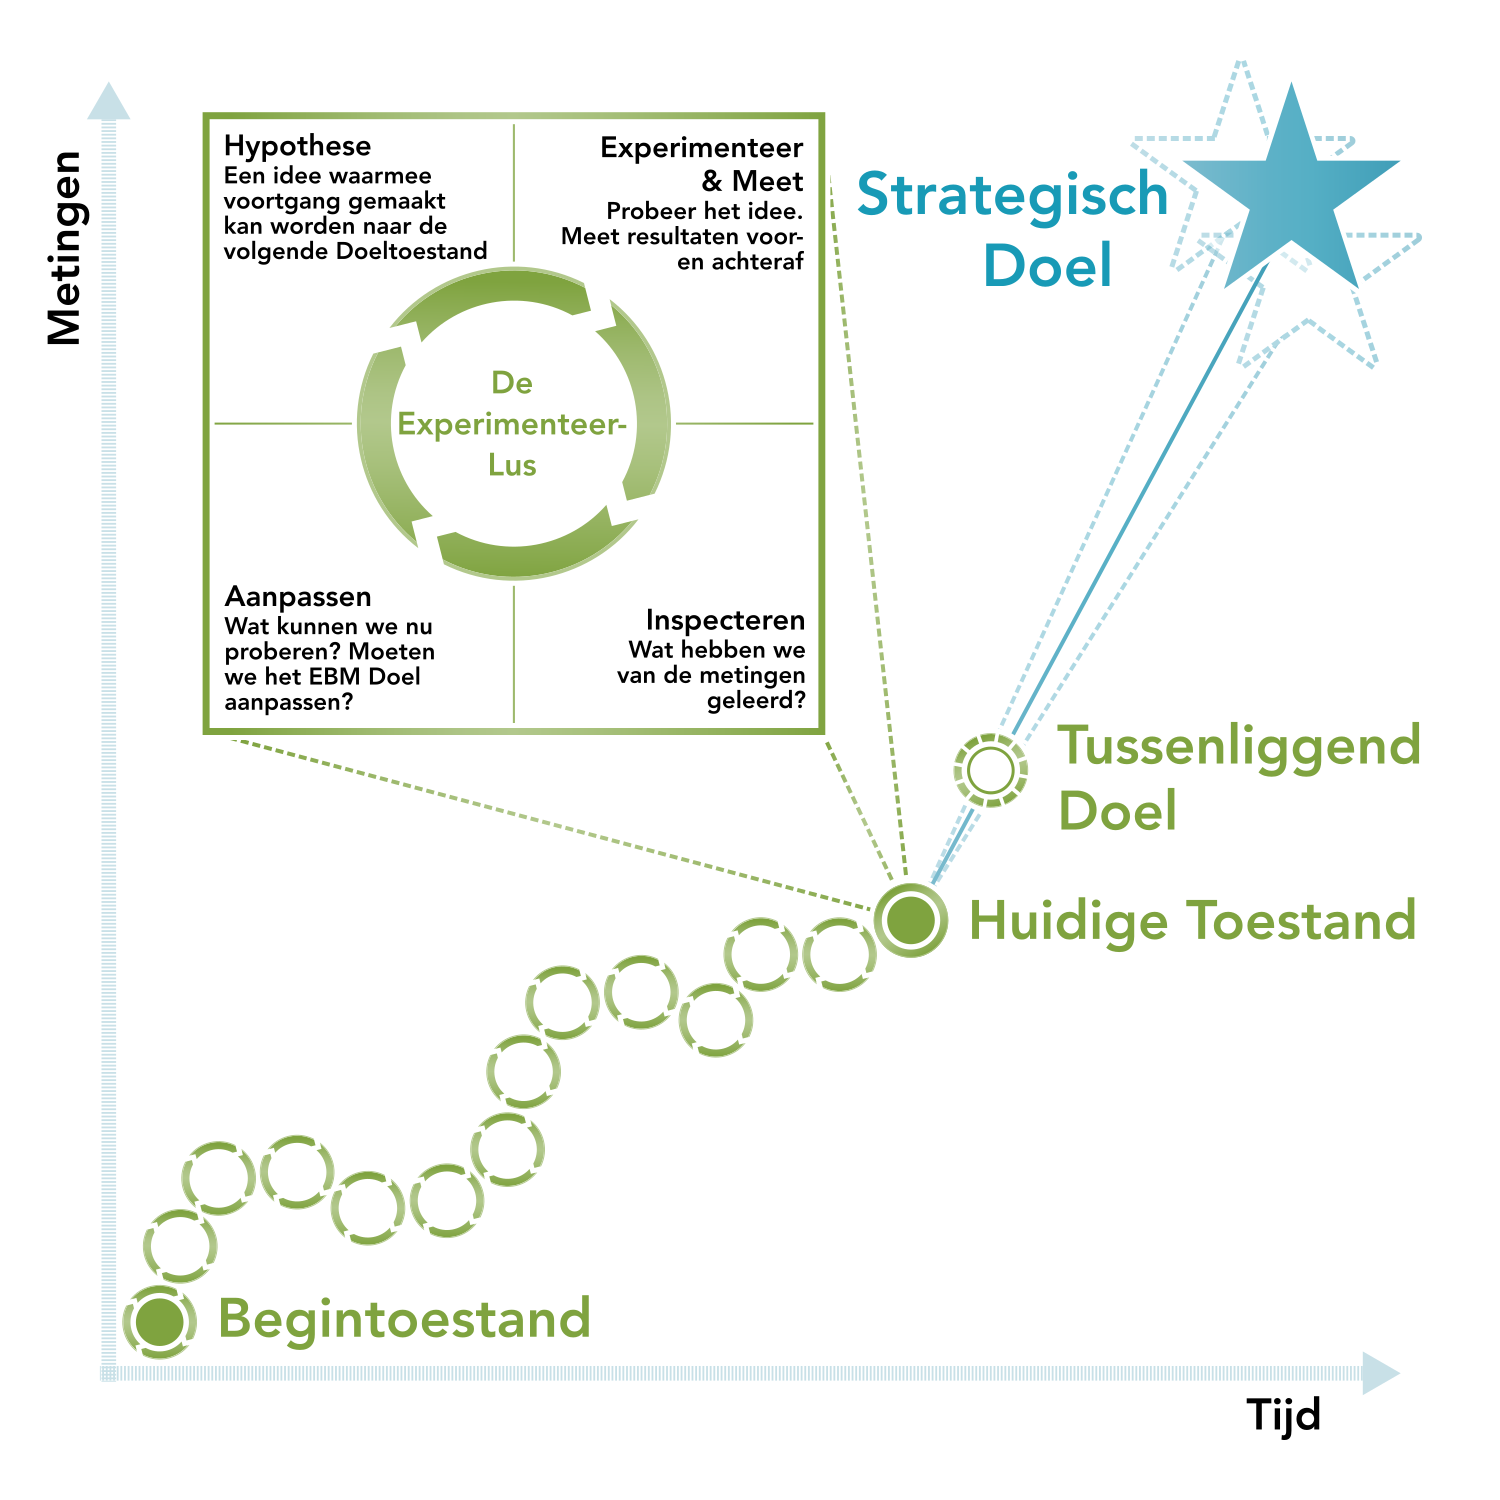 Metingen
Hypothese
Een idee waarmee
voortgang gemaakt
kan worden naar de
volgende Doeltoestand
Experimenteer
& Meet
Probeer het idee.
Meet resultaten voor-
en achteraf
De
Experimenteer-
Lus
Aanpassen
Wat kunnen we nu
proberen? Moeten
we het EBM Doel
aanpassen?
Inspecteren
Wat hebben we
van de metingen
geleerd?
Strategisch
Doel
Tussenliggend
Doel
Huidige Toestand
Begintoestand
Tijd